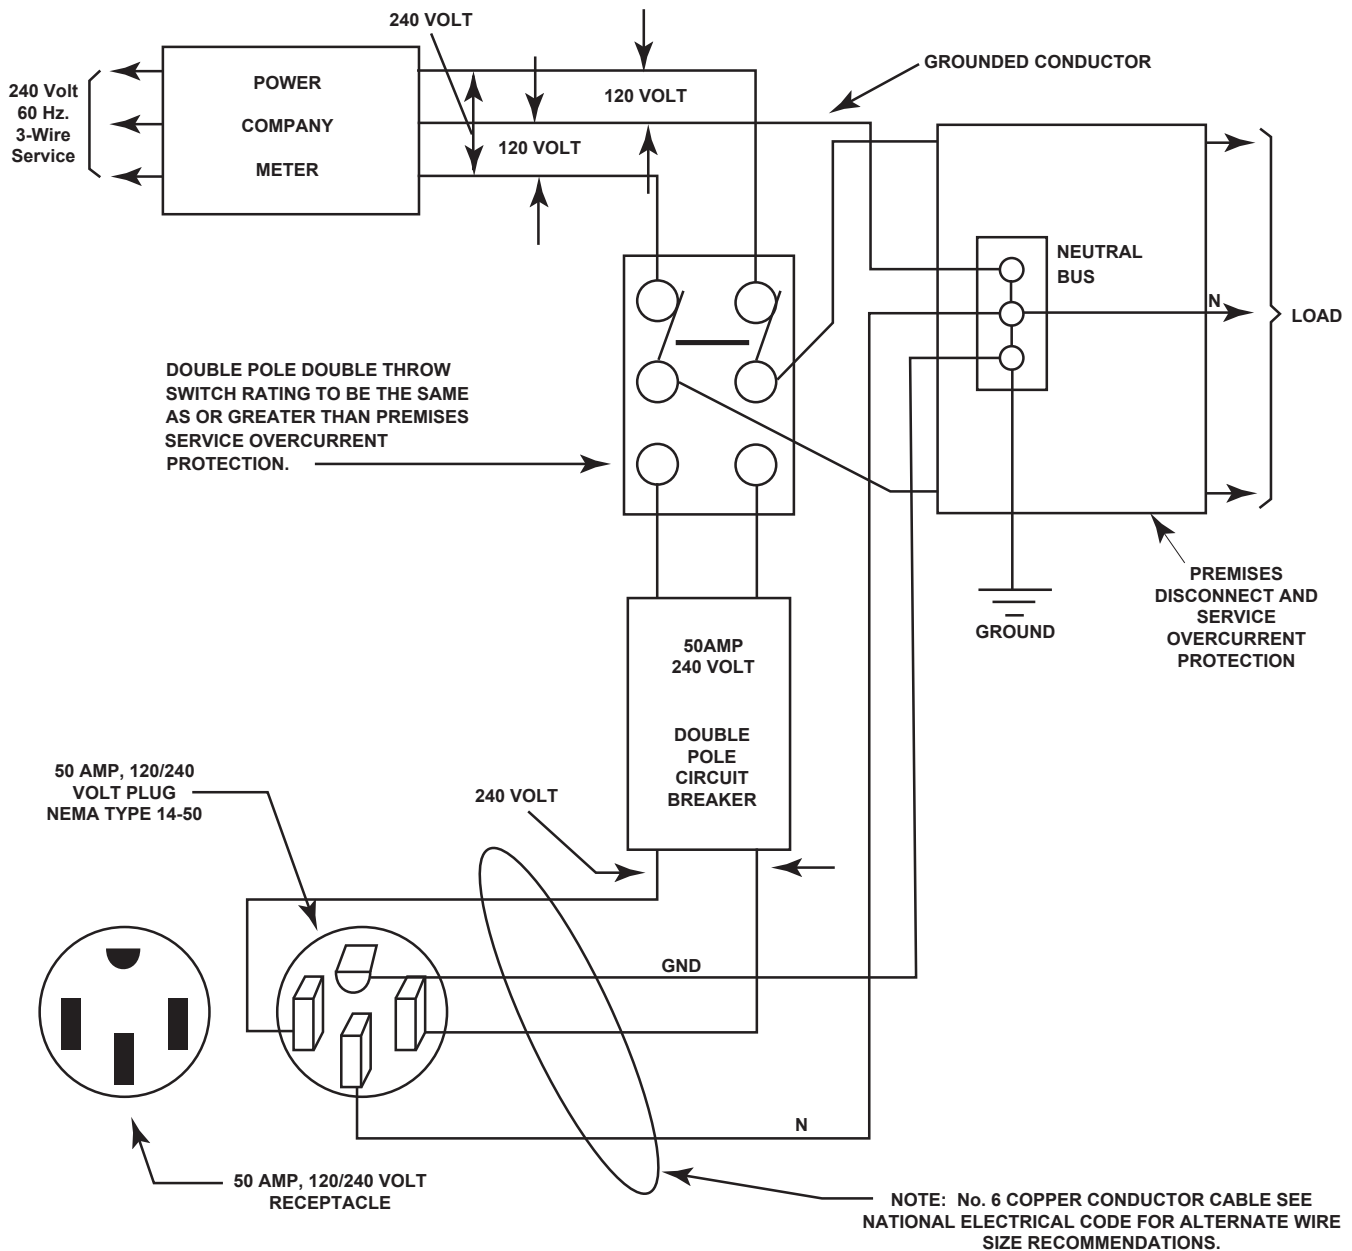 240 VOLT
GROUNDED CONDUCTOR
240 Volt
60 Hz.
3-Wire
Service
POWER
COMPANY
METER
120 VOLT
120 VOLT
NEUTRAL
BUS
N
LOAD
DOUBLE POLE DOUBLE THROW
SWITCH RATING TO BE THE SAME
AS OR GREATER THAN PREMISES
SERVICE OVERCURRENT
PROTECTION.
GROUND
PREMISES
DISCONNECT AND
SERVICE
OVERCURRENT
PROTECTION
50AMP
240 VOLT
DOUBLE
POLE
CIRCUIT
BREAKER
50 AMP, 120/240
VOLT PLUG
NEMA TYPE 14-50
240 VOLT
GND
N
50 AMP, 120/240 VOLT
RECEPTACLE
NOTE: No. 6 COPPER CONDUCTOR CABLE SEE
NATIONAL ELECTRICAL CODE FOR ALTERNATE WIRE
SIZE RECOMMENDATIONS.